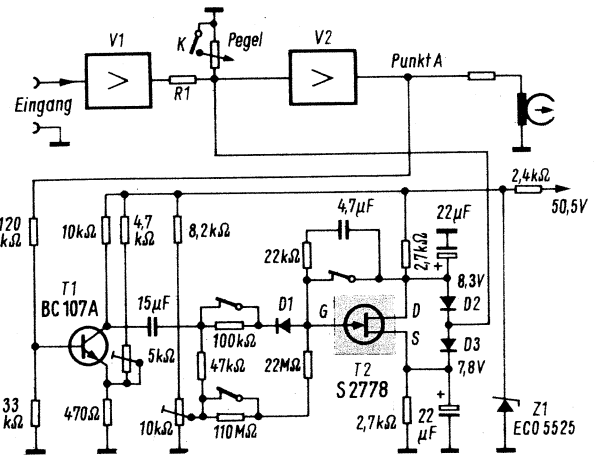 V1
K
Pegel
V2
Punkt A
>
>
R1
Eingang
2,4kΩ
50,5V
120
kΩ
10kΩ
4,7
kΩ
8,2kΩ
4,7µF
22kΩ
2,7kΩ
22µF
+
8,3V
T1
BC 107A
15µF
D1
G
D
S
D2
D3
7,8V
100kΩ
5kΩ
47kΩ
22MΩ
T2
S2778
33
kΩ
470Ω
10kΩ
110MΩ
2,7kΩ
+
22
µF
Z1
ECO 5525